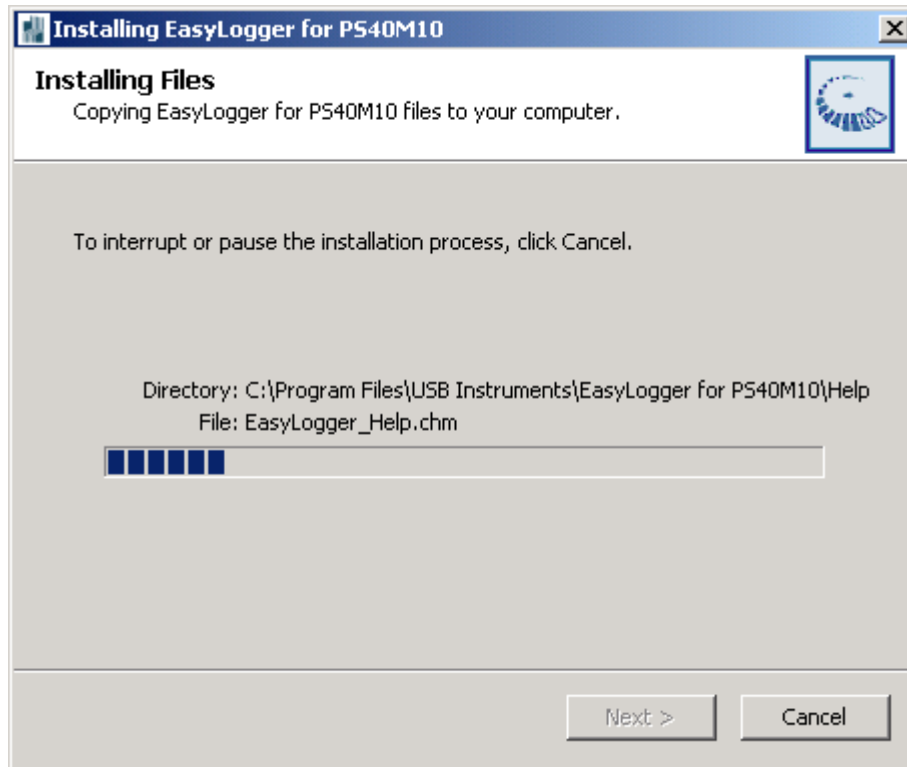 Installing EasyLogger for PS40M10
Installing Files
Copying EasyLogger for PS40M10 files to your computer.
To interrupt or pause the installation process, click Cancel.
Directory: C:\Program Files\USB Instruments\EasyLogger for PS40M10\Help
File: EasyLogger_Help.chm
Next >
Cancel